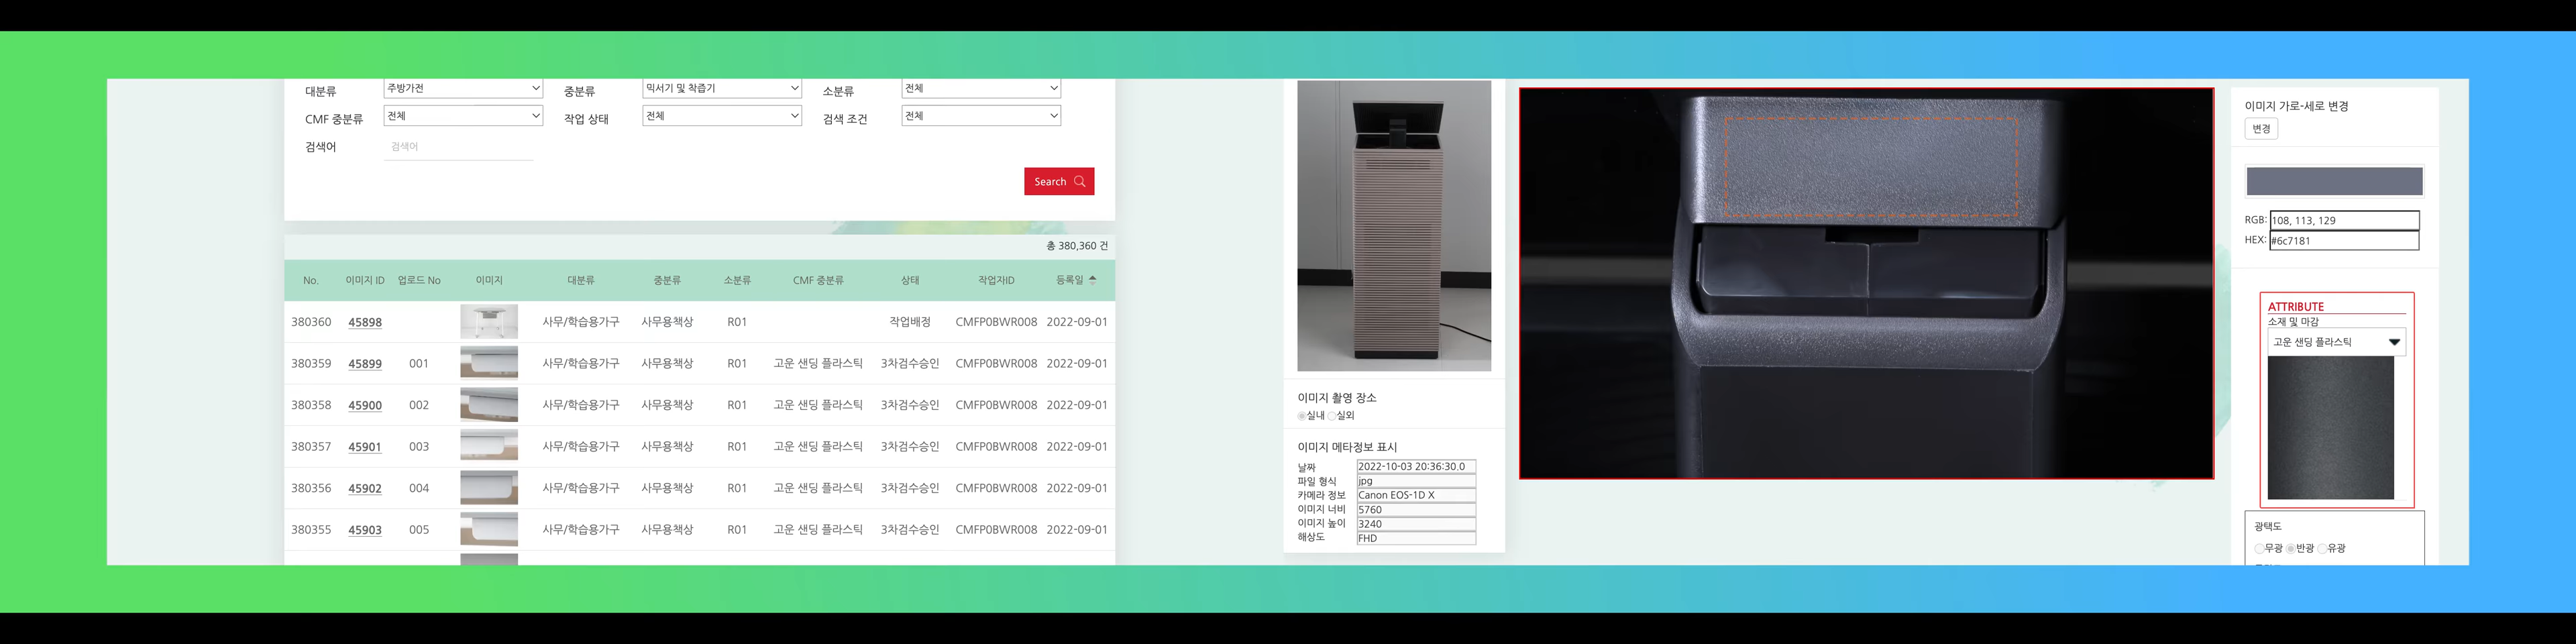 대분류 주방가전 중분류 믹서기 및 착즙기 소분류 전체
CMF 중분류 전체 작업 상태 전체 검색 조건 전체
검색어 검색어
Search
총 380,360 건
No. 이미지 ID 업로드 No 이미지 대분류 중분류 소분류 CMF 중분류 상태 작업자ID 등록일
380360 45898 사무/학습용가구 사무용책상 R01 작업배정 CMFP0BWR008 2022-09-01
380359 45899 001 사무/학습용가구 사무용책상 R01 고운 샌딩 플라스틱 3차검수승인 CMFP0BWR008 2022-09-01
380358 45900 002 사무/학습용가구 사무용책상 R01 고운 샌딩 플라스틱 3차검수승인 CMFP0BWR008 2022-09-01
380357 45901 003 사무/학습용가구 사무용책상 R01 고운 샌딩 플라스틱 3차검수승인 CMFP0BWR008 2022-09-01
380356 45902 004 사무/학습용가구 사무용책상 R01 고운 샌딩 플라스틱 3차검수승인 CMFP0BWR008 2022-09-01
380355 45903 005 사무/학습용가구 사무용책상 R01 고운 샌딩 플라스틱 3차검수승인 CMFP0BWR008 2022-09-01
이미지 촬영 장소
실내 실외
이미지 메타정보 표시
날짜 2022-10-03 20:36:30.0
파일 형식 jpg
카메라 정보 Canon EOS-1D X
이미지 너비 5760
이미지 높이 3240
해상도 FHD
이미지 가로-세로 변경
변경
RGB: 108, 113, 129
HEX: #6c7181
ATTRIBUTE
소재 및 마감
고운 샌딩 플라스틱
광택도
무광 반광 유광